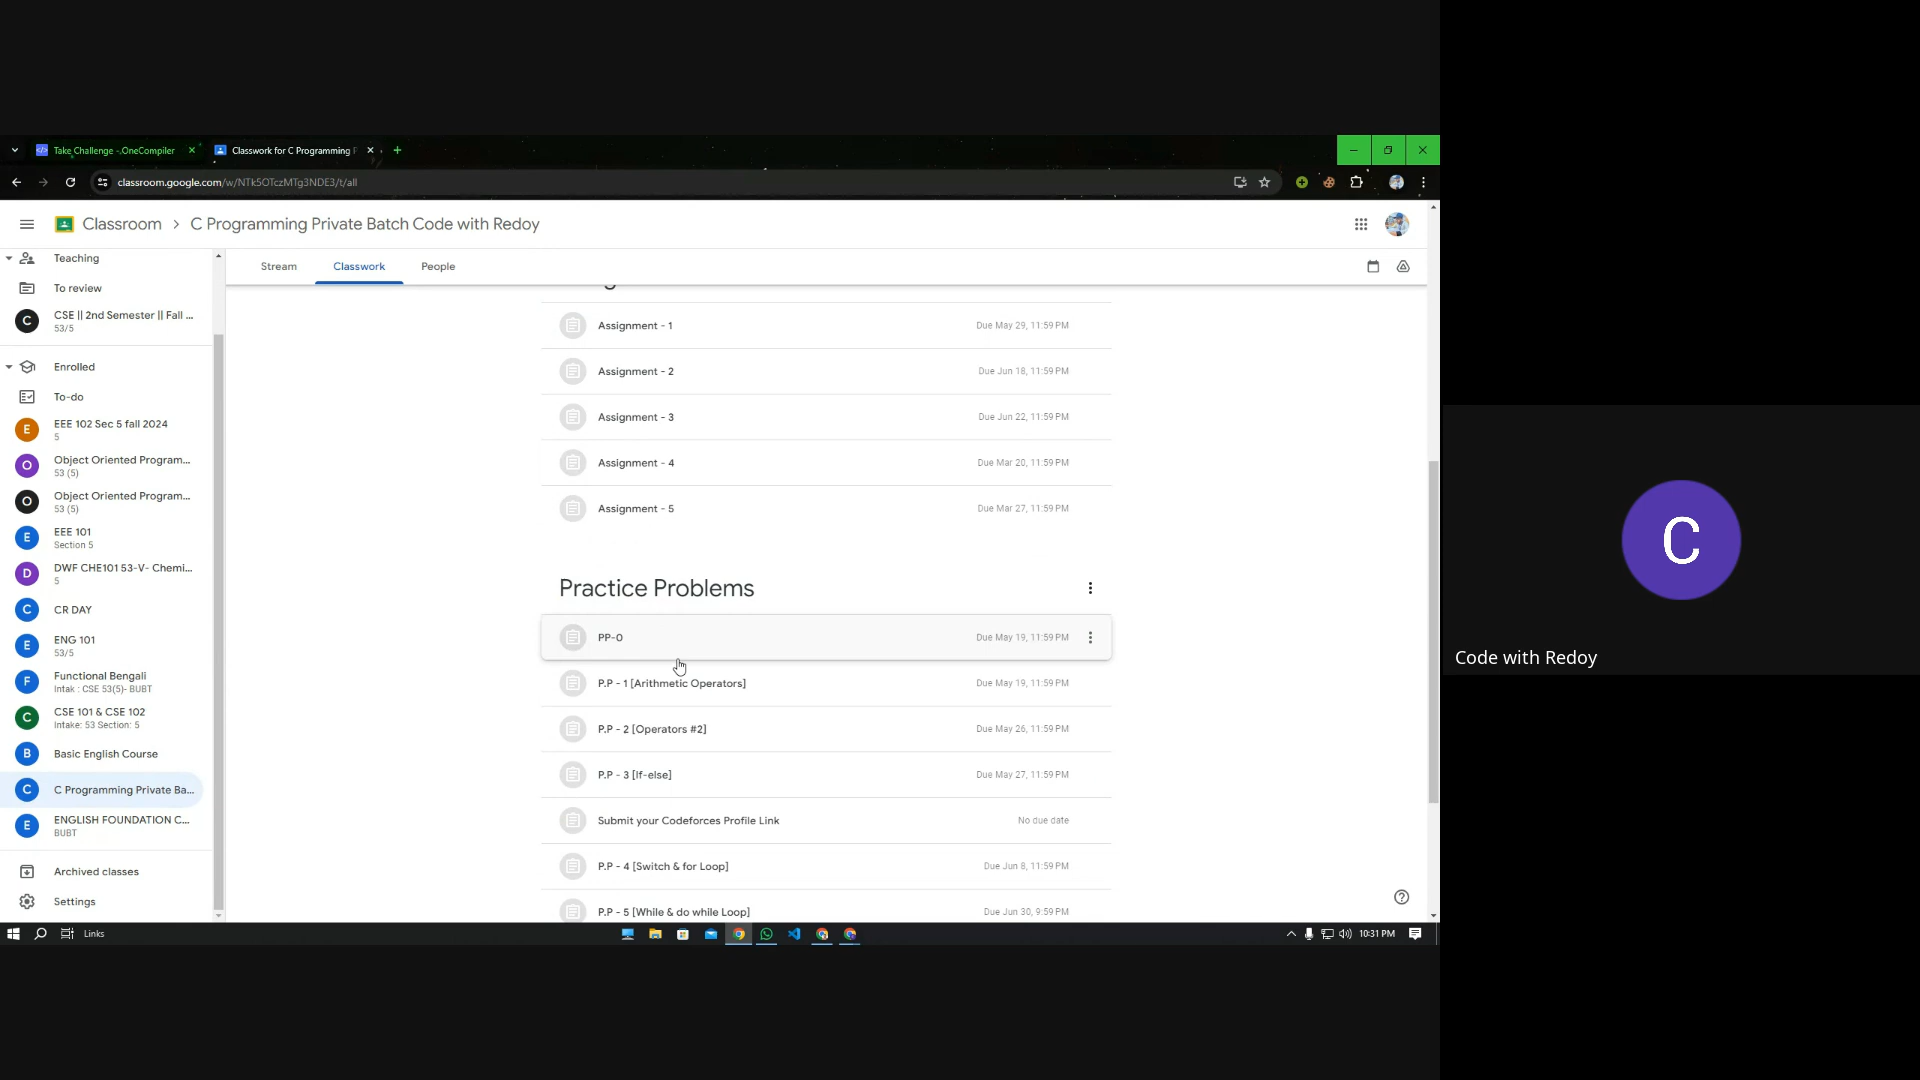 Take Challenge - OneCompiler
Classwork for C Programming P
classroom.google.com/w/NTk5OTczMTg3NDE3/t/all
Classroom > C Programming Private Batch Code with Redoy
Teaching
To review
C
CSE || 2nd Semester || Fall ...
53/5
Enrolled
To-do
E
EEE 102 Sec 5 fall 2024
5
O
Object Oriented Program...
53 (5)
O
Object Oriented Program...
53 (5)
E
EEE 101
Section 5
D
DWF CHE101 53-V- Chemi...
5
C
CR DAY
E
ENG 101
53/5
F
Functional Bengali
Intak : CSE 53(5)- BUBT
C
CSE 101 & CSE 102
Intake: 53 Section: 5
B
Basic English Course
C
C Programming Private Ba...
E
ENGLISH FOUNDATION C...
BUBT
Archived classes
Settings
Stream
Classwork
People
Assignment - 1
Due May 29, 11:59 PM
Assignment - 2
Due Jun 18, 11:59 PM
Assignment - 3
Due Jun 22, 11:59 PM
Assignment - 4
Due Mar 20, 11:59 PM
Assignment - 5
Due Mar 27, 11:59 PM
Practice Problems
PP-0
Due May 19, 11:59 PM
P.P - 1 [Arithmetic Operators]
Due May 19, 11:59 PM
P.P - 2 [Operators #2]
Due May 26, 11:59 PM
P.P - 3 [If-else]
Due May 27, 11:59 PM
Submit your Codeforces Profile Link
No due date
P.P - 4 [Switch & for Loop]
Due Jun 8, 11:59 PM
P.P - 5 [While & do while Loop]
Due Jun 30, 9:59 PM
Links
10:31 PM
C
Code with Redoy